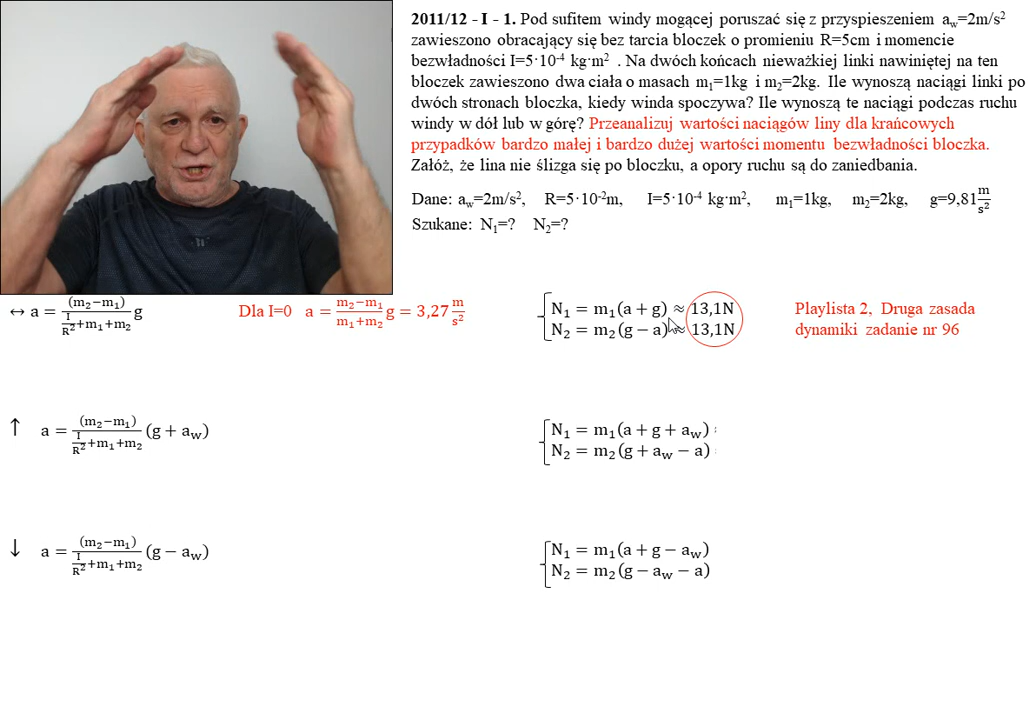 2011/12 - I - 1. Pod sufitem windy mogącej poruszać się z przyspieszeniem a_w=2m/s²
zawieszono obracający się bez tarcia bloczek o promieniu R=5cm i momencie
bezwładności I=5·10⁻⁴ kg·m² . Na dwóch końcach nieważkiej linki nawiniętej na ten
bloczek zawieszono dwa ciała o masach m₁=1kg i m₂=2kg. Ile wynoszą naciągi linki po
dwóch stronach bloczka, kiedy winda spoczywa? Ile wynoszą te naciągi podczas ruchu
windy w dół lub w górę? Przeanalizuj wartości naciągów liny dla krańcowych
przypadków bardzo małej i bardzo dużej wartości momentu bezwładności bloczka.
Załóż, że lina nie ślizga się po bloczku, a opory ruchu są do zaniedbania.
Dane: a_w=2m/s², R=5·10⁻²m, I=5·10⁻⁴ kg·m², m₁=1kg, m₂=2kg, g=9,81 m/s²
Szukane: N₁=? N₂=?
↔ a = (m₂−m₁)/(I/R²+m₁+m₂) g
Dla I=0 a = (m₂−m₁)/(m₁+m₂) g = 3,27 m/s²
N₁ = m₁(a + g) ≈ 13,1N
N₂ = m₂(g − a) ≈ 13,1N
Playlista 2, Druga zasada
dynamiki zadanie nr 96
↑ a = (m₂−m₁)/(I/R²+m₁+m₂) (g + a_w)
N₁ = m₁(a + g + a_w)
N₂ = m₂(g + a_w − a)
↓ a = (m₂−m₁)/(I/R²+m₁+m₂) (g − a_w)
N₁ = m₁(a + g − a_w)
N₂ = m₂(g − a_w − a)